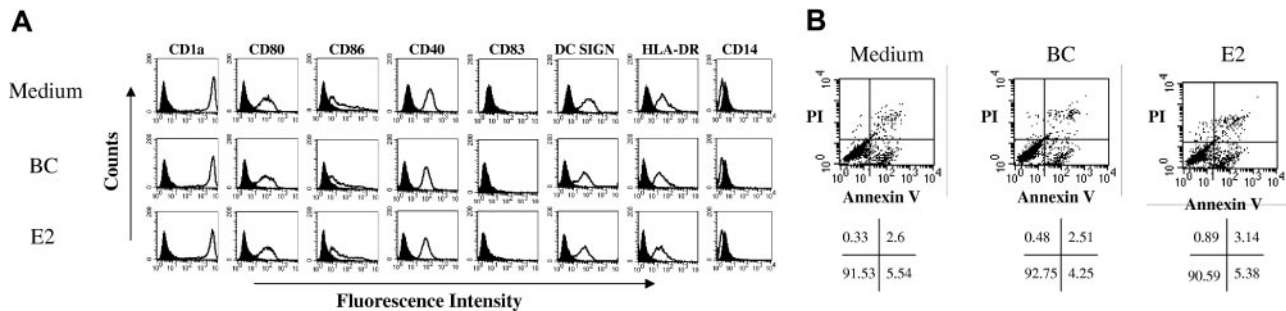 A
CD1a CD80 CD86 CD40 CD83 DC SIGN HLA-DR CD14
Medium
BC
E2
Counts
Fluorescence Intensity
B
Medium BC E2
PI PI PI
Annexin V Annexin V Annexin V
0.33 2.6
91.53 5.54
0.48 2.51
92.75 4.25
0.89 3.14
90.59 5.38